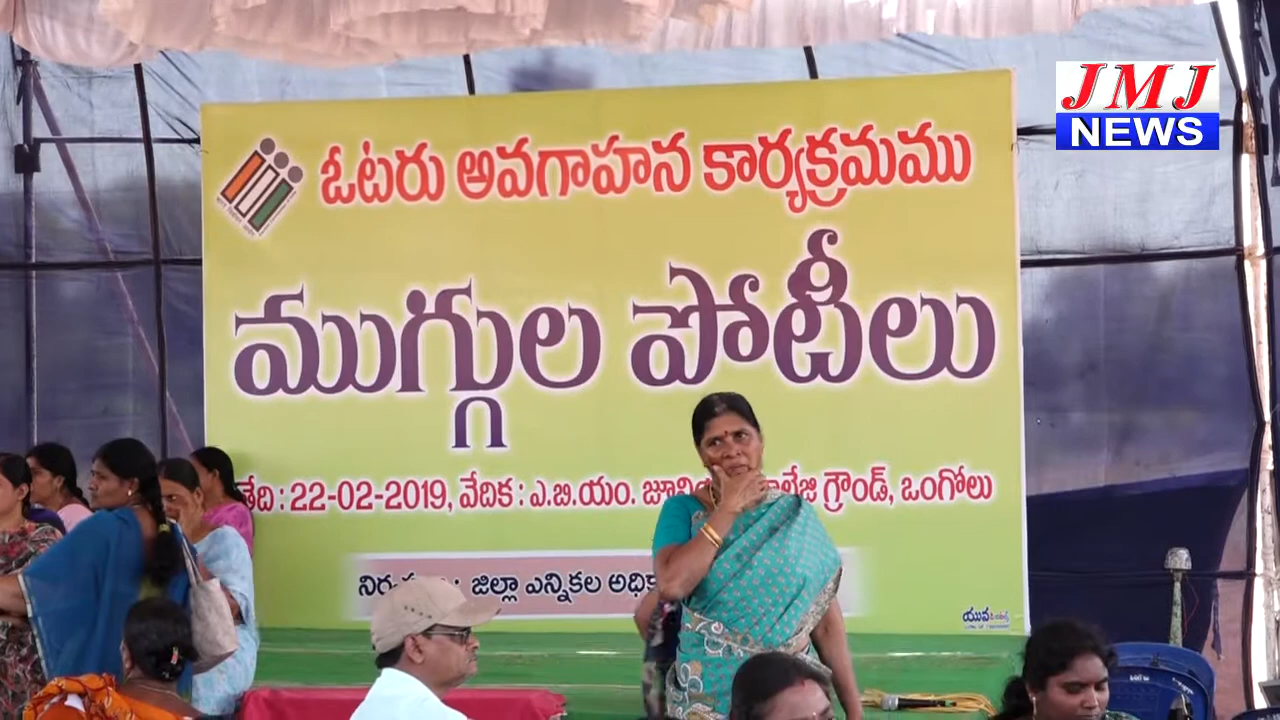 JMJ
NEWS
ఓటరు అవగాహన కార్యక్రమము
ముగ్గుల పోటీలు
తేది : 22-02-2019, వేదిక : ఎ.బి.యం. గ్రౌండ్, ఒంగోలు
జిల్లా ఎన్నికల
యువ